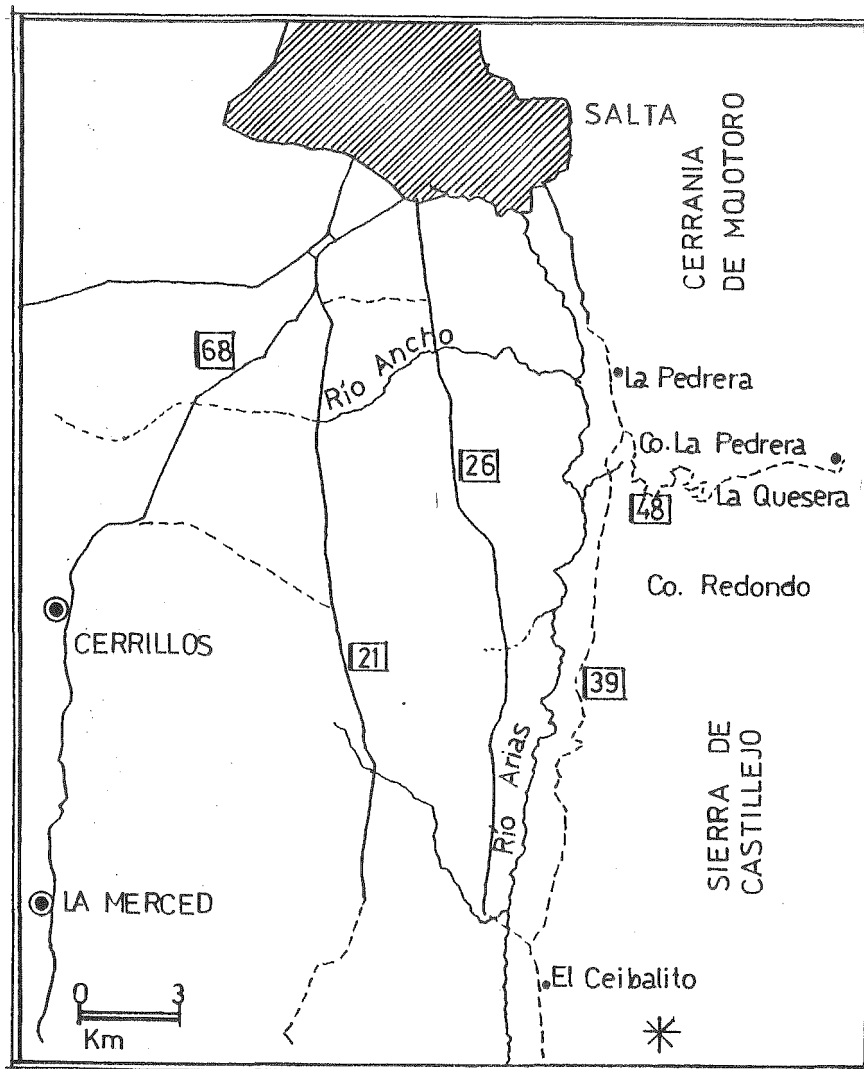 SALTA
CERRANIA
DE MOJOTORO
68
Río Ancho
La Pedrera
Co. La Pedrera
26
La Quesera
48
Co. Redondo
CERRILLOS
21
39
Río Arias
SIERRA DE
CASTILLEJO
LA MERCED
El Ceibalito
0 3
Km